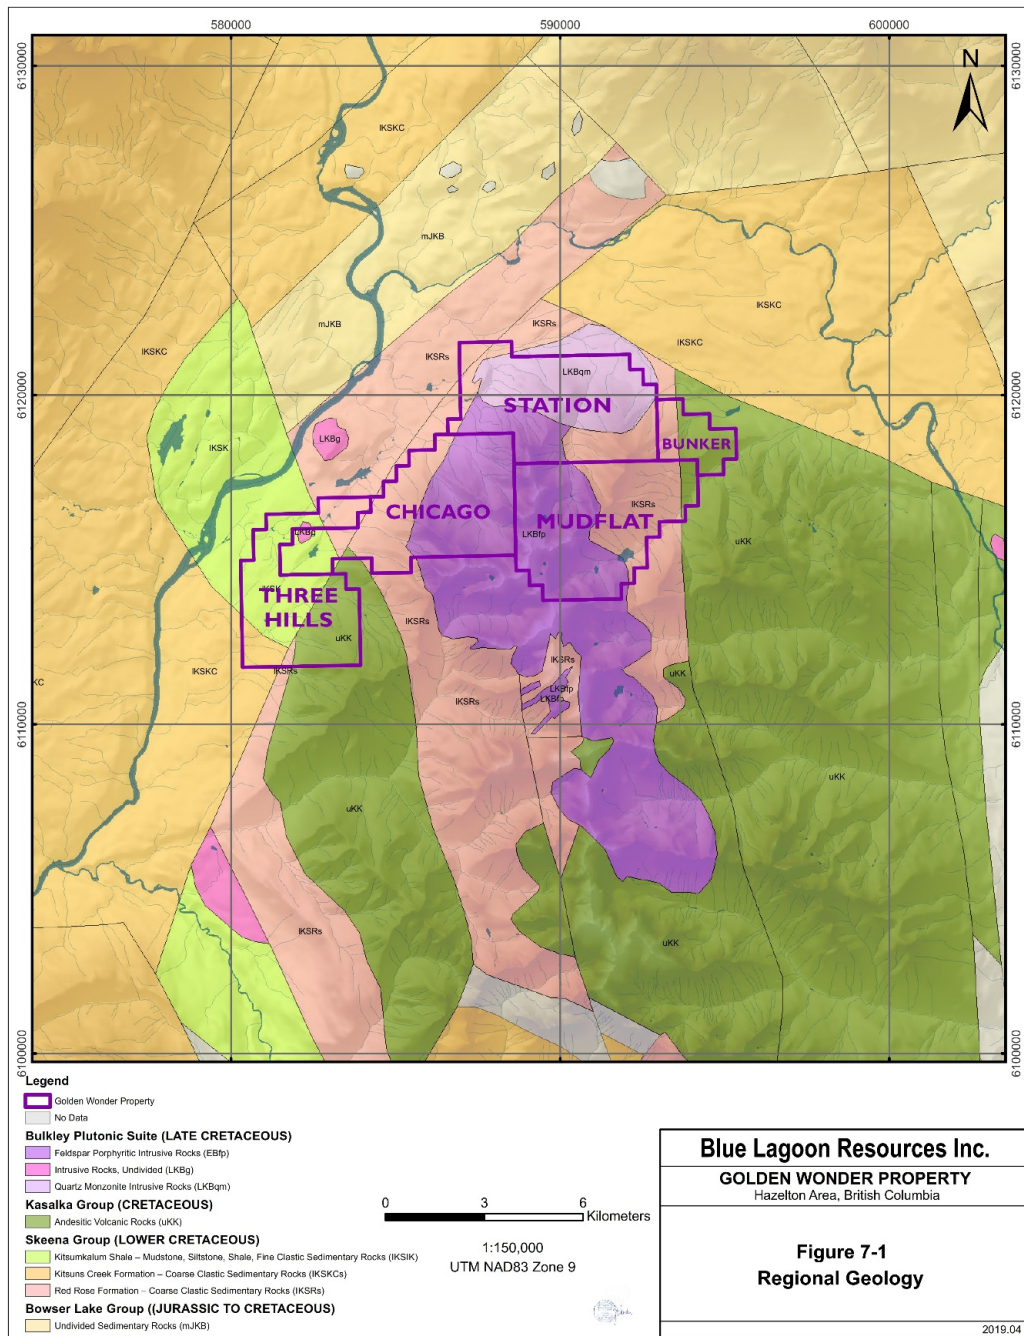 580000
590000
600000
6130000
6130000
N
IKSKC
mJKB
IKSKC
mJKB
IKSRs
IKSKC
IKSRs
IKSKC
LKBqm
6120000
6120000
STATION
LKBg
IKSK
BUNKER
IKSRs
CHICAGO
MUDFLAT
LKBg
LKBfp
uKK
IKSK
THREE
HILLS
IKSRs
uKK
IKSRs
KC
IKSKC
IKSRs
uKK
LKBfp
IKSRs
LKBfp
6110000
6110000
uKK
uKK
IKSRs
uKK
6100000
6100000
Legend
Golden Wonder Property
No Data
Bulkley Plutonic Suite (LATE CRETACEOUS)
Feldspar Porphyritic Intrusive Rocks (EBfp)
Intrusive Rocks, Undivided (LKBg)
Quartz Monzonite Intrusive Rocks (LKBqm)
Kasalka Group (CRETACEOUS)
Andesitic Volcanic Rocks (uKK)
Skeena Group (LOWER CRETACEOUS)
Kitsumkalum Shale – Mudstone, Siltstone, Shale, Fine Clastic Sedimentary Rocks (IKSIK)
Kitsuns Creek Formation – Coarse Clastic Sedimentary Rocks (IKSKCs)
Red Rose Formation – Coarse Clastic Sedimentary Rocks (IKSRs)
Bowser Lake Group ((JURASSIC TO CRETACEOUS)
Undivided Sedimentary Rocks (mJKB)
0 3 6
Kilometers
1:150,000
UTM NAD83 Zone 9
Blue Lagoon Resources Inc.
GOLDEN WONDER PROPERTY
Hazelton Area, British Columbia
Figure 7-1
Regional Geology
2019.04